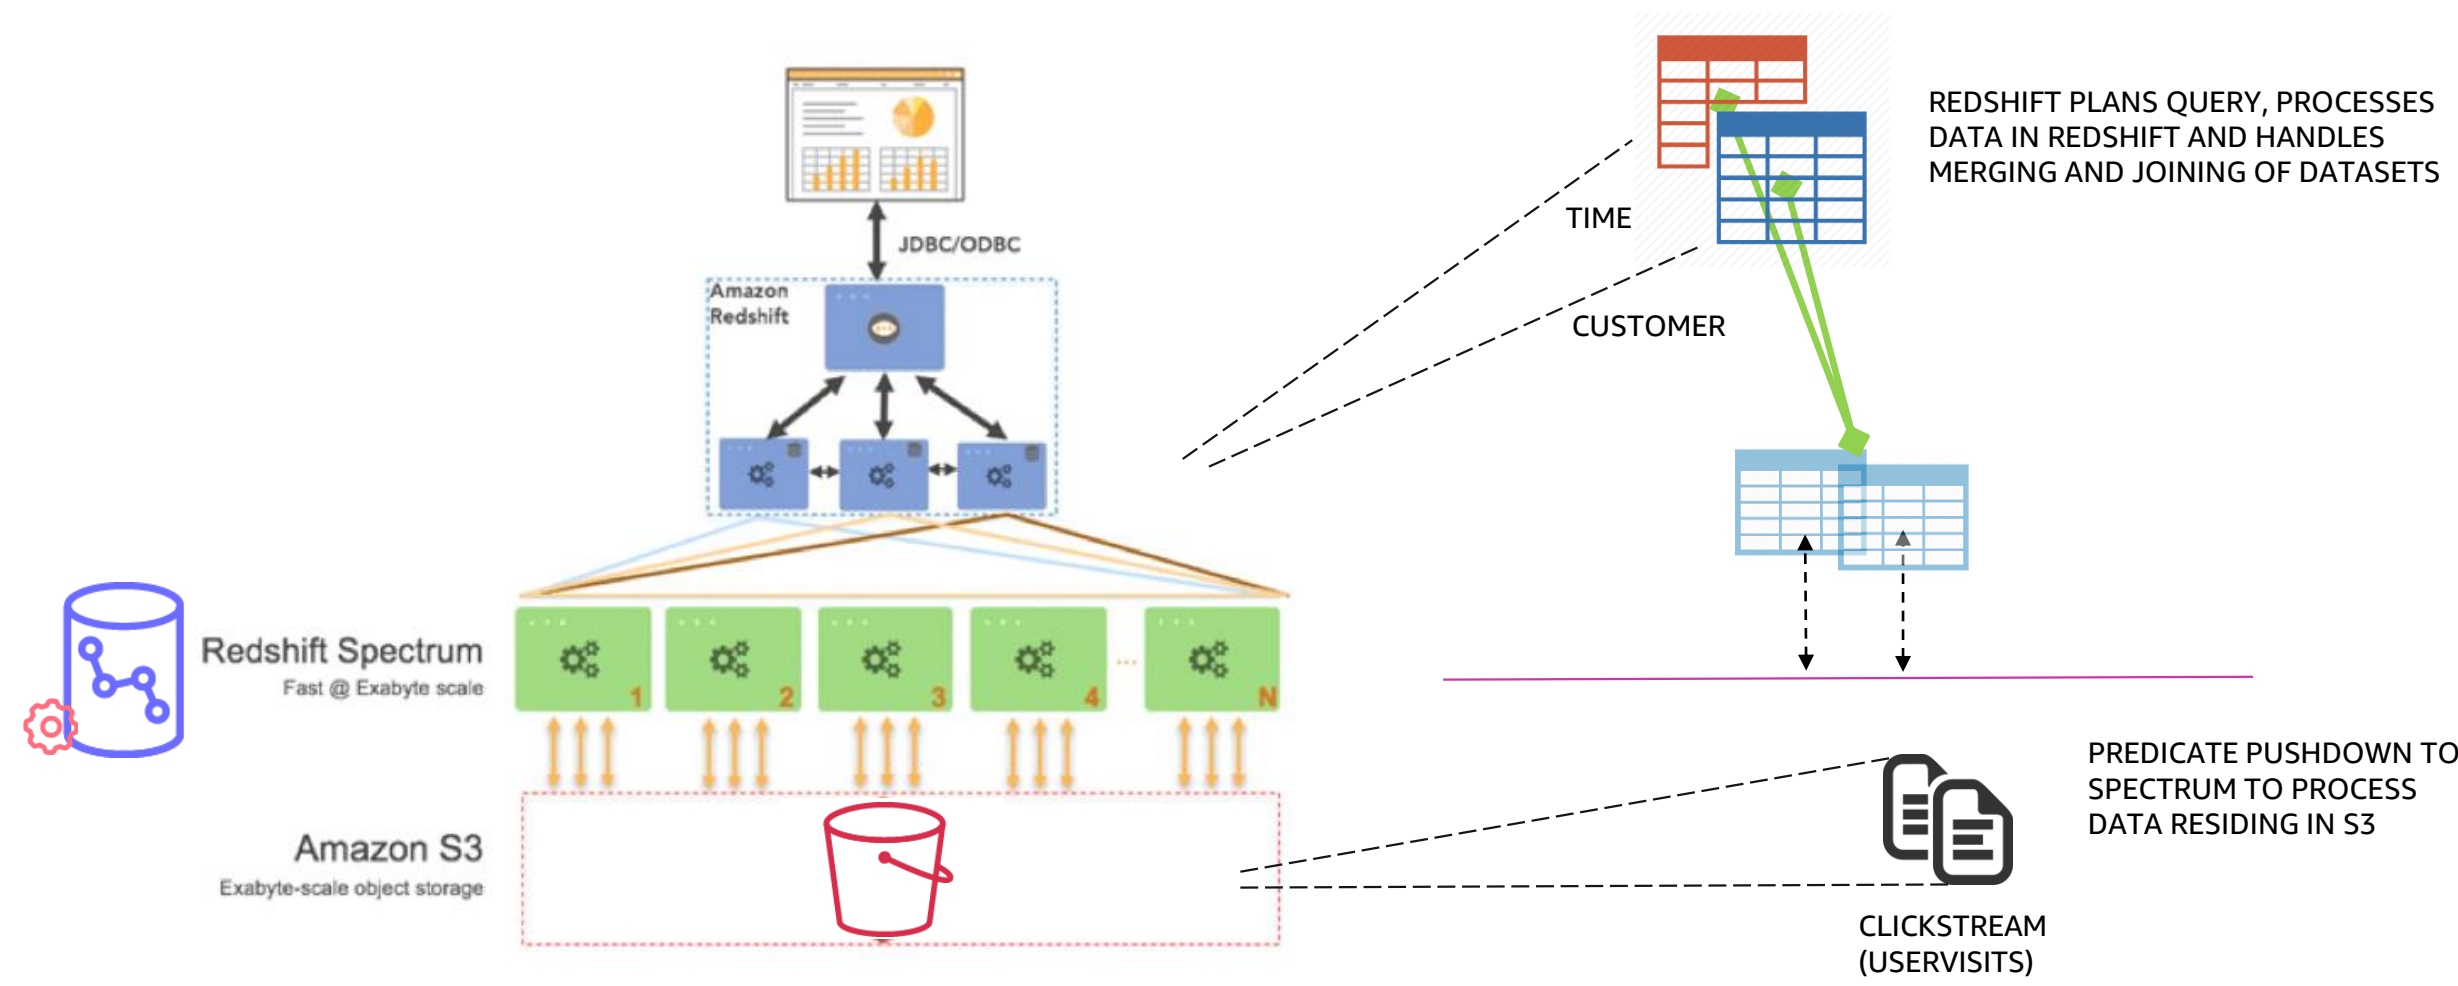 REDSHIFT PLANS QUERY, PROCESSES
DATA IN REDSHIFT AND HANDLES
MERGING AND JOINING OF DATASETS
TIME
CUSTOMER
JDBC/ODBC
Amazon
Redshift
Redshift Spectrum
Fast @ Exabyte scale
1
2
3
4
...
N
Amazon S3
Exabyte-scale object storage
PREDICATE PUSHDOWN TO
SPECTRUM TO PROCESS
DATA RESIDING IN S3
CLICKSTREAM
(USERVISITS)